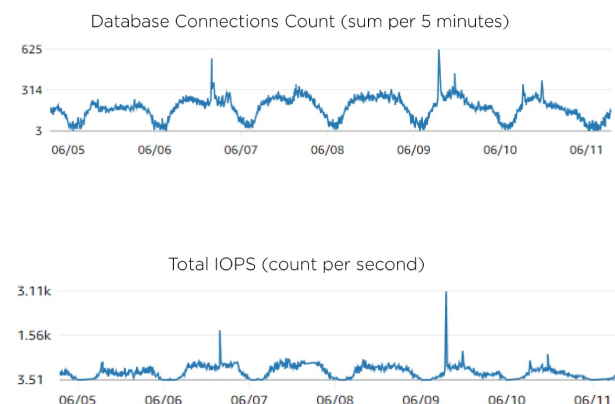 Database Connections Count (sum per 5 minutes)
625
314
3
06/05 06/06 06/07 06/08 06/09 06/10 06/11
Total IOPS (count per second)
3.11k
1.56k
3.51
06/05 06/06 06/07 06/08 06/09 06/10 06/11